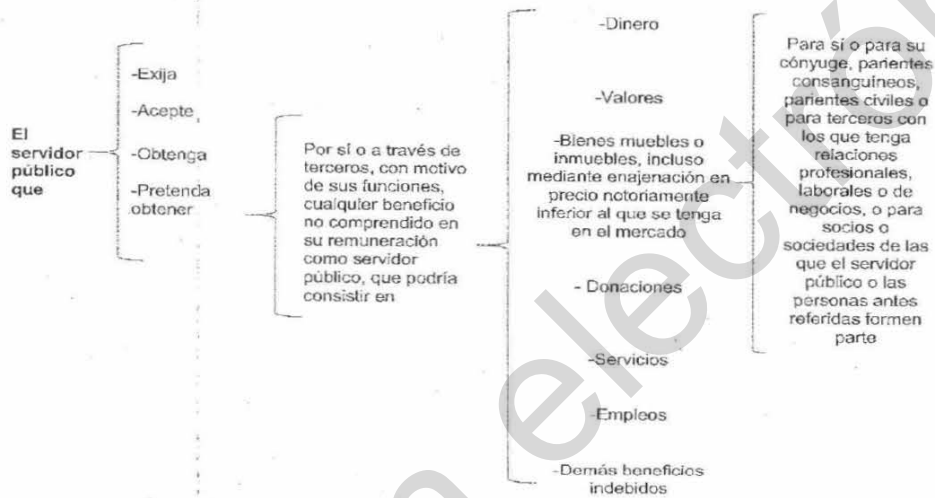 El
servidor
público
que
-Exija
-Acepte
-Obtenga
-Pretenda
obtener
Por sí o a través de
terceros, con motivo
de sus funciones,
cualquier beneficio
no comprendido en
su remuneración
como servidor
público, que podría
consistir en
-Dinero
-Valores
-Bienes muebles o
inmuebles, incluso
mediante enajenación en
precio notoriamente
inferior al que se tenga
en el mercado
- Donaciones
-Servicios
-Empleos
-Demás beneficios
indebidos
Para sí o para su
cónyuge, parientes
consanguíneos,
parientes civiles o
para terceros con
los que tenga
relaciones
profesionales,
laborales o de
negocios, o para
socios o
sociedades de las
que el servidor
público o las
personas antes
referidas formen
parte